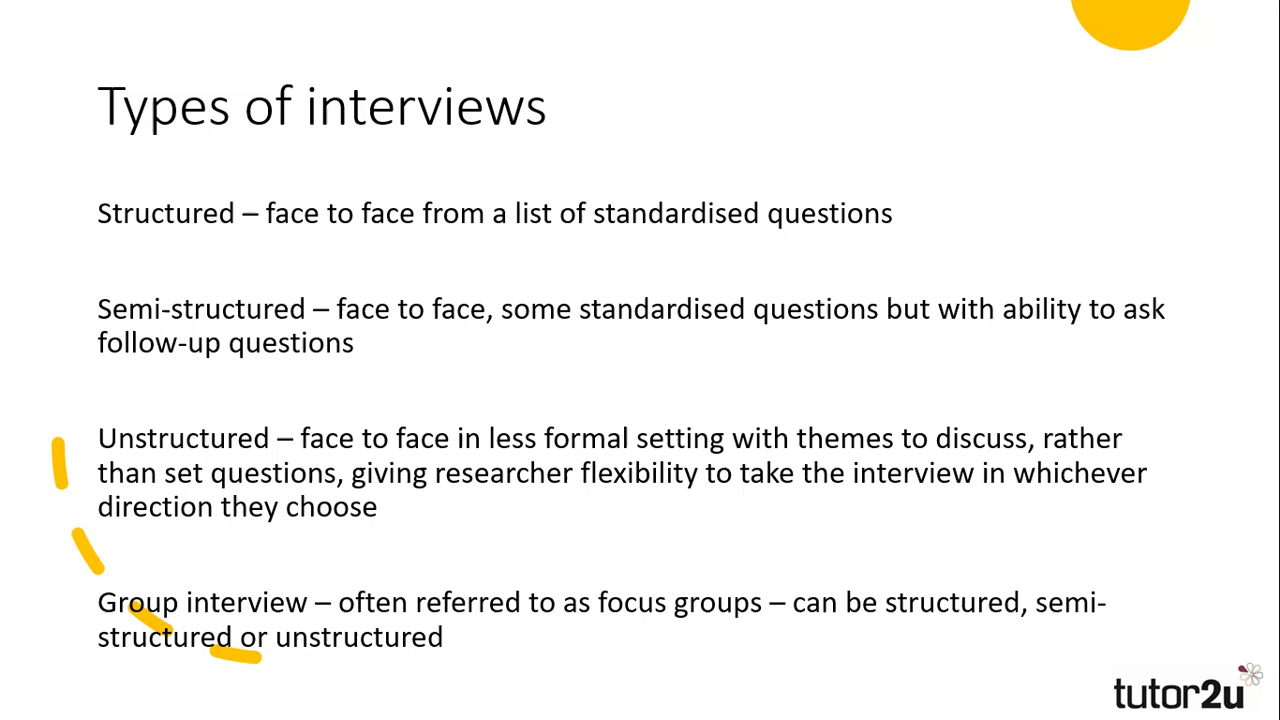 Types of interviews
Structured – face to face from a list of standardised questions
Semi-structured – face to face, some standardised questions but with ability to ask
follow-up questions
Unstructured – face to face in less formal setting with themes to discuss, rather
than set questions, giving researcher flexibility to take the interview in whichever
direction they choose
Group interview – often referred to as focus groups – can be structured, semi-
structured or unstructured
tutor2u